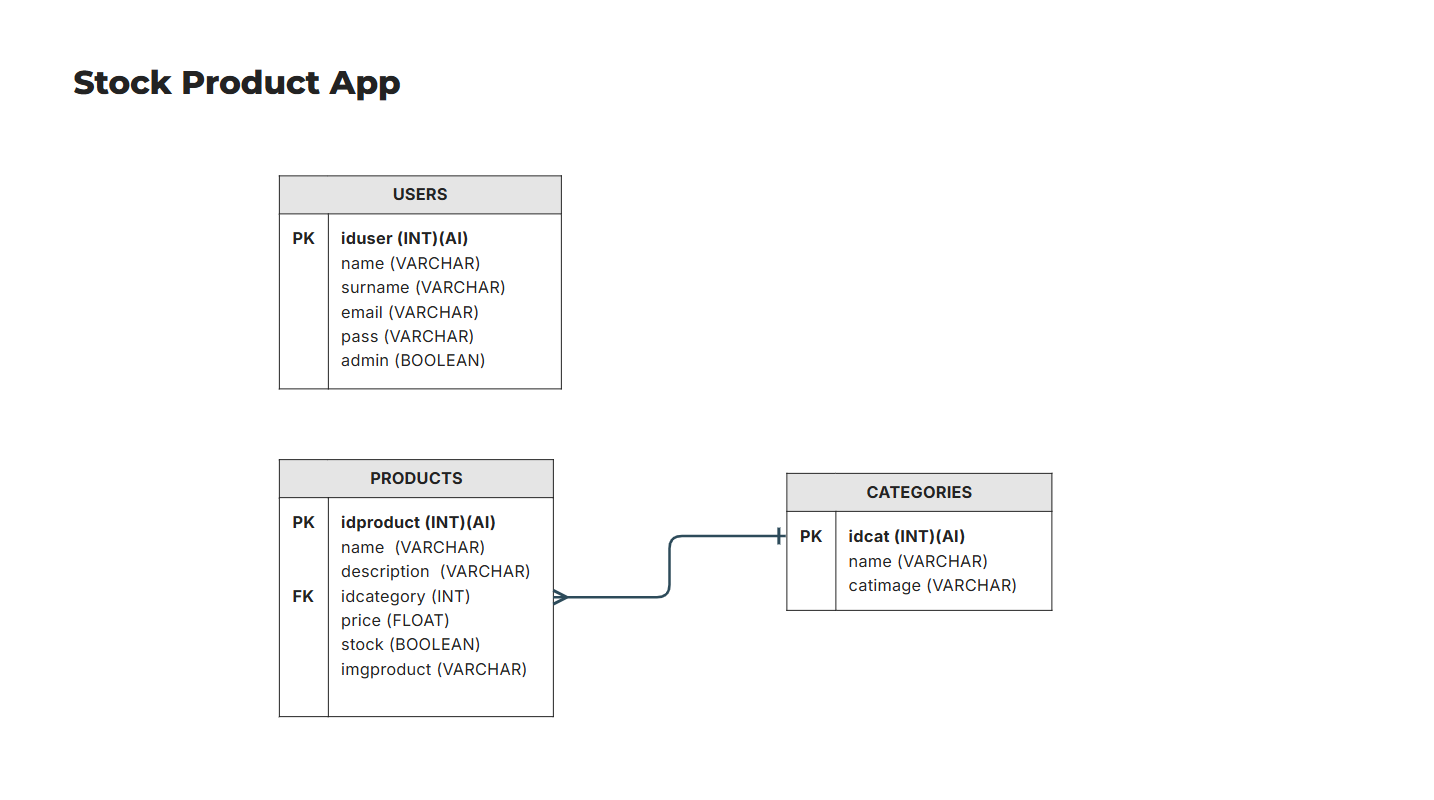 Stock Product App
USERS
PK iduser (INT)(AI)
name (VARCHAR)
surname (VARCHAR)
email (VARCHAR)
pass (VARCHAR)
admin (BOOLEAN)
PRODUCTS
PK idproduct (INT)(AI)
name (VARCHAR)
description (VARCHAR)
FK idcategory (INT)
price (FLOAT)
stock (BOOLEAN)
imgproduct (VARCHAR)
CATEGORIES
PK idcat (INT)(AI)
name (VARCHAR)
catimage (VARCHAR)